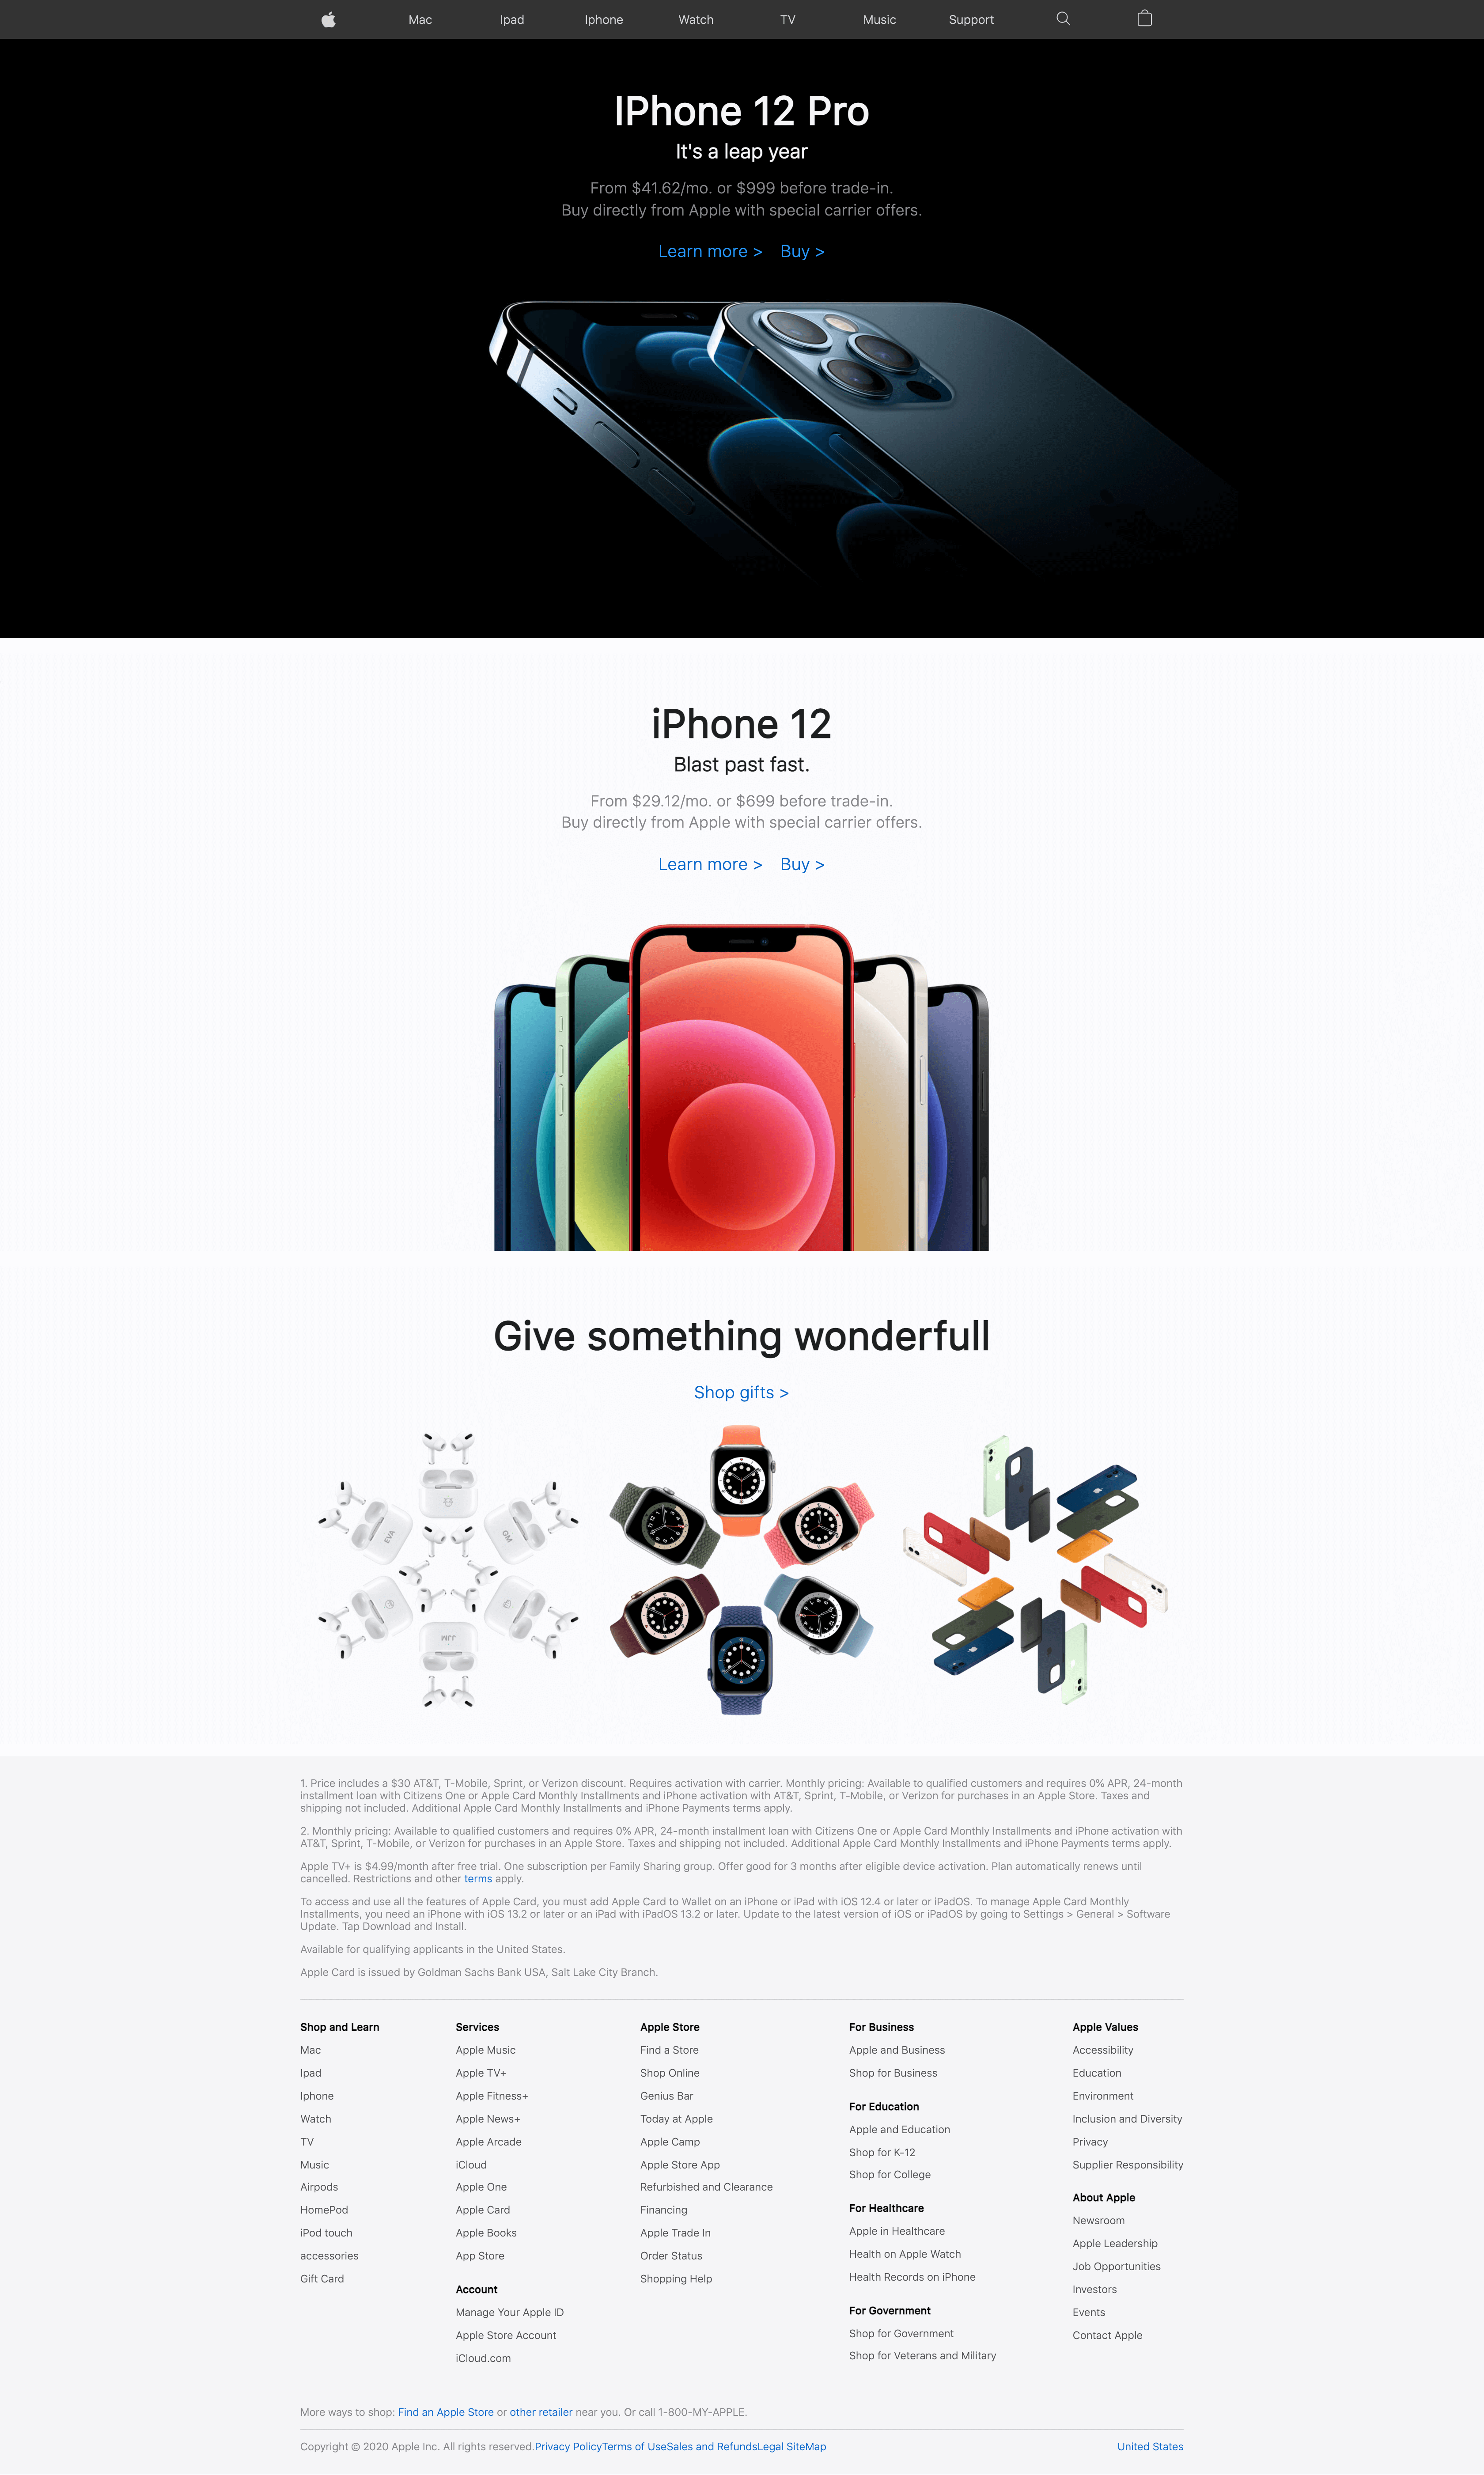 Mac Ipad Iphone Watch TV Music Support
IPhone 12 Pro
It's a leap year
From $41.62/mo. or $999 before trade-in.
Buy directly from Apple with special carrier offers.
Learn more > Buy >
iPhone 12
Blast past fast.
From $29.12/mo. or $699 before trade-in.
Buy directly from Apple with special carrier offers.
Learn more > Buy >
Give something wonderfull
Shop gifts >
EVA
GM
JJM
1. Price includes a $30 AT&T, T-Mobile, Sprint, or Verizon discount. Requires activation with carrier. Monthly pricing: Available to qualified customers and requires 0% APR, 24-month
installment loan with Citizens One or Apple Card Monthly Installments and iPhone activation with AT&T, Sprint, T-Mobile, or Verizon for purchases in an Apple Store. Taxes and
shipping not included. Additional Apple Card Monthly Installments and iPhone Payments terms apply.
2. Monthly pricing: Available to qualified customers and requires 0% APR, 24-month installment loan with Citizens One or Apple Card Monthly Installments and iPhone activation with
AT&T, Sprint, T-Mobile, or Verizon for purchases in an Apple Store. Taxes and shipping not included. Additional Apple Card Monthly Installments and iPhone Payments terms apply.
Apple TV+ is $4.99/month after free trial. One subscription per Family Sharing group. Offer good for 3 months after eligible device activation. Plan automatically renews until
cancelled. Restrictions and other terms apply.
To access and use all the features of Apple Card, you must add Apple Card to Wallet on an iPhone or iPad with iOS 12.4 or later or iPadOS. To manage Apple Card Monthly
Installments, you need an iPhone with iOS 13.2 or later or an iPad with iPadOS 13.2 or later. Update to the latest version of iOS or iPadOS by going to Settings > General > Software
Update. Tap Download and Install.
Available for qualifying applicants in the United States.
Apple Card is issued by Goldman Sachs Bank USA, Salt Lake City Branch.
Shop and Learn
Mac
Ipad
Iphone
Watch
TV
Music
Airpods
HomePod
iPod touch
accessories
Gift Card
Services
Apple Music
Apple TV+
Apple Fitness+
Apple News+
Apple Arcade
iCloud
Apple One
Apple Card
Apple Books
App Store
Account
Manage Your Apple ID
Apple Store Account
iCloud.com
Apple Store
Find a Store
Shop Online
Genius Bar
Today at Apple
Apple Camp
Apple Store App
Refurbished and Clearance
Financing
Apple Trade In
Order Status
Shopping Help
For Business
Apple and Business
Shop for Business
For Education
Apple and Education
Shop for K-12
Shop for College
For Healthcare
Apple in Healthcare
Health on Apple Watch
Health Records on iPhone
For Government
Shop for Government
Shop for Veterans and Military
Apple Values
Accessibility
Education
Environment
Inclusion and Diversity
Privacy
Supplier Responsibility
About Apple
Newsroom
Apple Leadership
Job Opportunities
Investors
Events
Contact Apple
More ways to shop: Find an Apple Store or other retailer near you. Or call 1-800-MY-APPLE.
Copyright © 2020 Apple Inc. All rights reserved.Privacy PolicyTerms of UseSales and RefundsLegal SiteMap United States